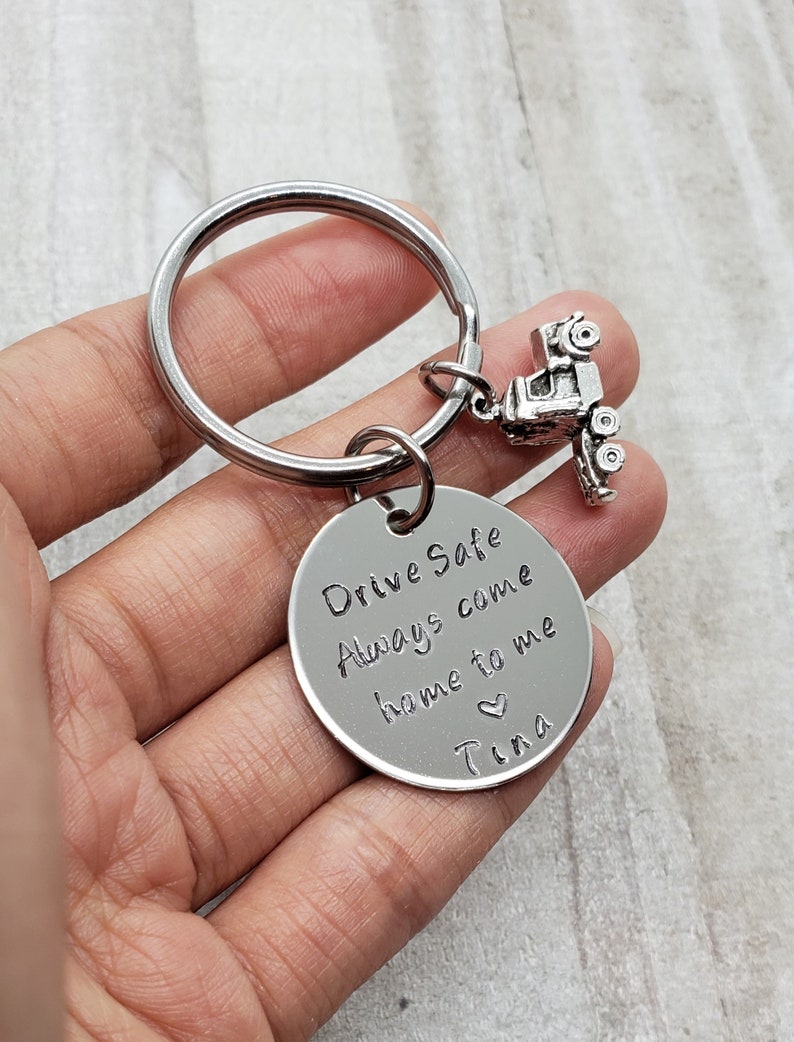 Drive Safe
Always come
home to me
♡
Tina